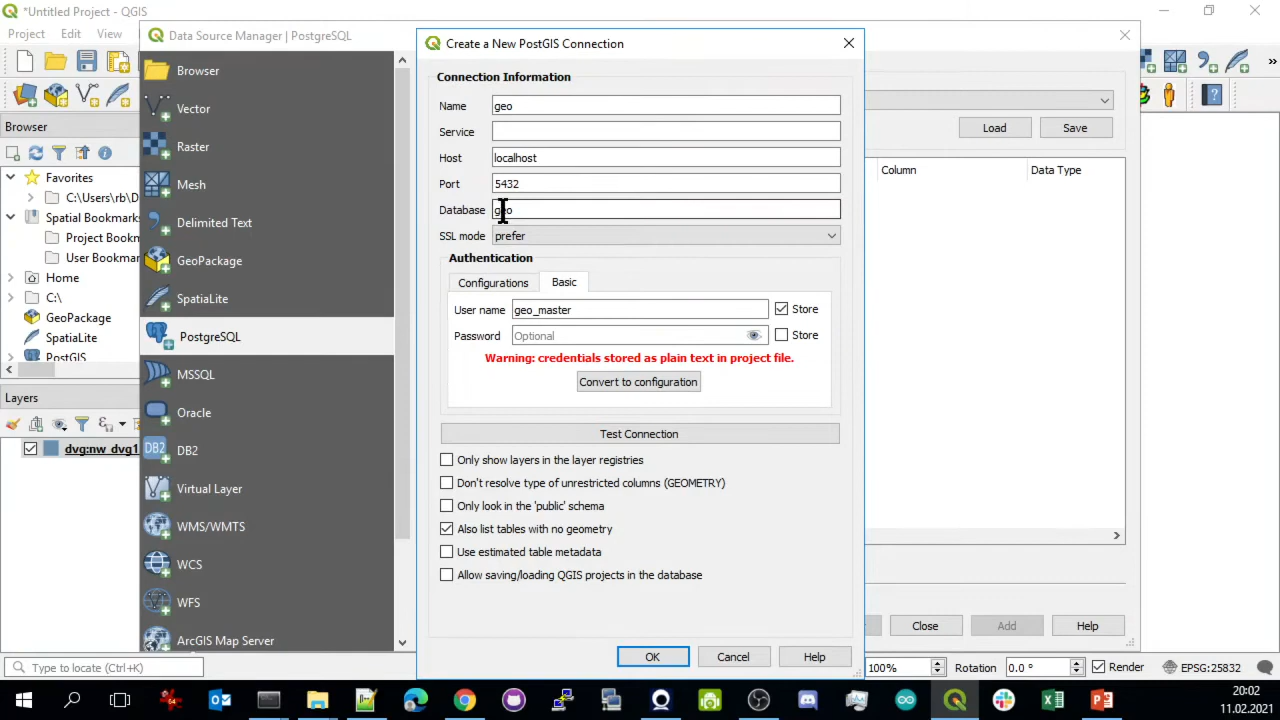 *Untitled Project - QGIS
Project Edit View
Data Source Manager | PostgreSQL
Create a New PostGIS Connection
Browser
Favorites
C:\Users\rb\D
Spatial Bookmark
Project Bookn
User Bookmar
Home
C:\
GeoPackage
SpatiaLite
PostGIS
Layers
dvg:nw_dvg1
Browser
Vector
Raster
Mesh
Delimited Text
GeoPackage
SpatiaLite
PostgreSQL
MSSQL
Oracle
DB2
DB2
Virtual Layer
WMS/WMTS
WCS
WFS
ArcGIS Map Server
Connection Information
Name geo
Service
Host localhost
Port 5432
Database geo
SSL mode prefer
Authentication
Configurations Basic
User name geo_master Store
Password Optional Store
Warning: credentials stored as plain text in project file.
Convert to configuration
Test Connection
Only show layers in the layer registries
Don't resolve type of unrestricted columns (GEOMETRY)
Only look in the 'public' schema
Also list tables with no geometry
Use estimated table metadata
Allow saving/loading QGIS projects in the database
OK Cancel Help
Load Save
Column Data Type
Close Add Help
Type to locate (Ctrl+K)
100% Rotation 0.0 ° Render EPSG:25832
20:02
11.02.2021